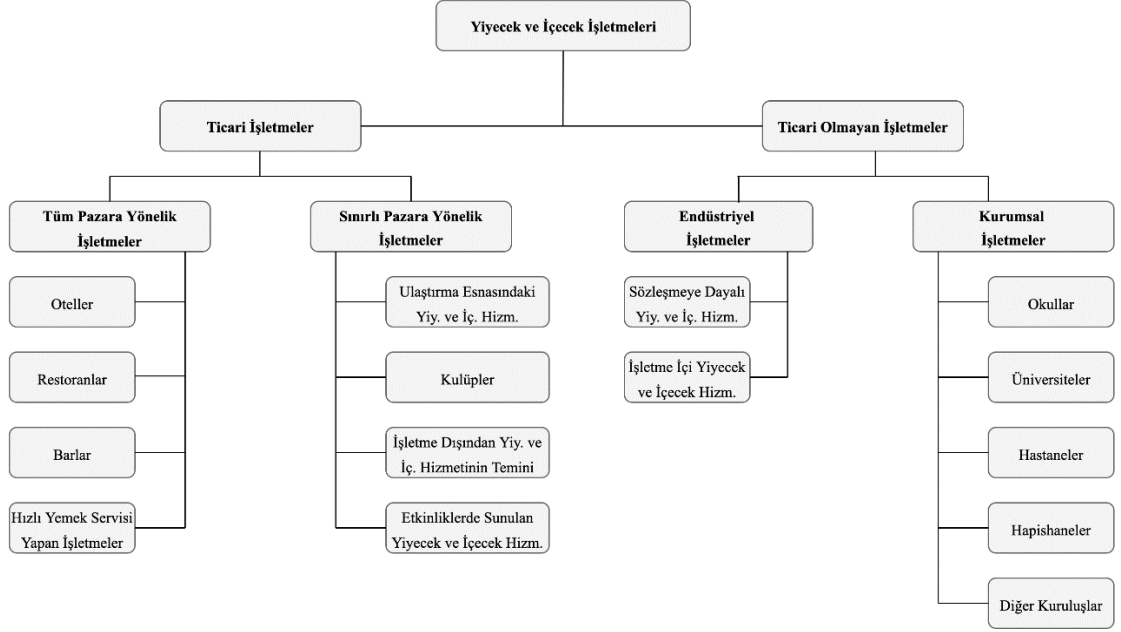 Yiyecek ve İçecek İşletmeleri
Ticari İşletmeler
Ticari Olmayan İşletmeler
Tüm Pazara Yönelik
İşletmeler
Sınırlı Pazara Yönelik
İşletmeler
Endüstriyel
İşletmeler
Kurumsal
İşletmeler
Oteller
Restoranlar
Barlar
Hızlı Yemek Servisi
Yapan İşletmeler
Ulaştırma Esnasındaki
Yiy. ve İç. Hizm.
Kulüpler
İşletme Dışından Yiy. ve
İç. Hizmetinin Temini
Etkinliklerde Sunulan
Yiyecek ve İçecek Hizm.
Sözleşmeye Dayalı
Yiy. ve İç. Hizm.
İşletme İçi Yiyecek
ve İçecek Hizm.
Okullar
Üniversiteler
Hastaneler
Hapishaneler
Diğer Kuruluşlar